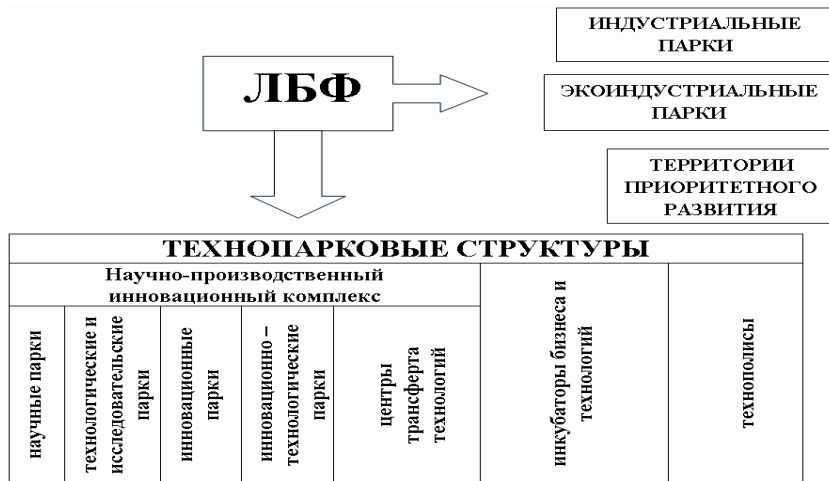 ИНДУСТРИАЛЬНЫЕ
ПАРКИ
ЛБФ
ЭКОИНДУСТРИАЛЬНЫЕ
ПАРКИ
ТЕРРИТОРИИ
ПРИОРИТЕТНОГО
РАЗВИТИЯ
ТЕХНОПАРКОВЫЕ СТРУКТУРЫ
Научно-производственный
инновационный комплекс
научные парки
технологические и
исследовательские
парки
инновационные
парки
инновационно –
технологические
парки
центры
трансферта
технологий
инкубаторы бизнеса и
технологий
технополисы